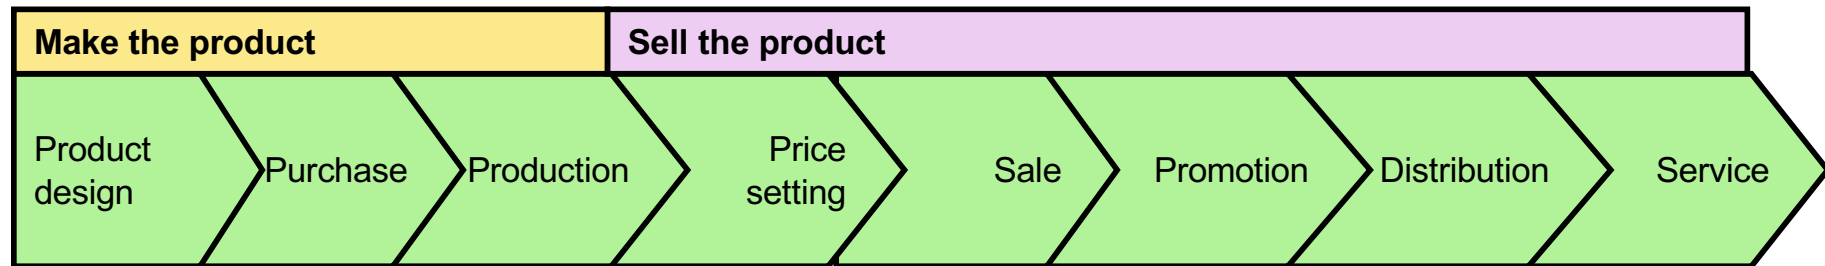 Make the product
Sell the product
Product
design
Purchase
Production
Price
setting
Sale
Promotion
Distribution
Service